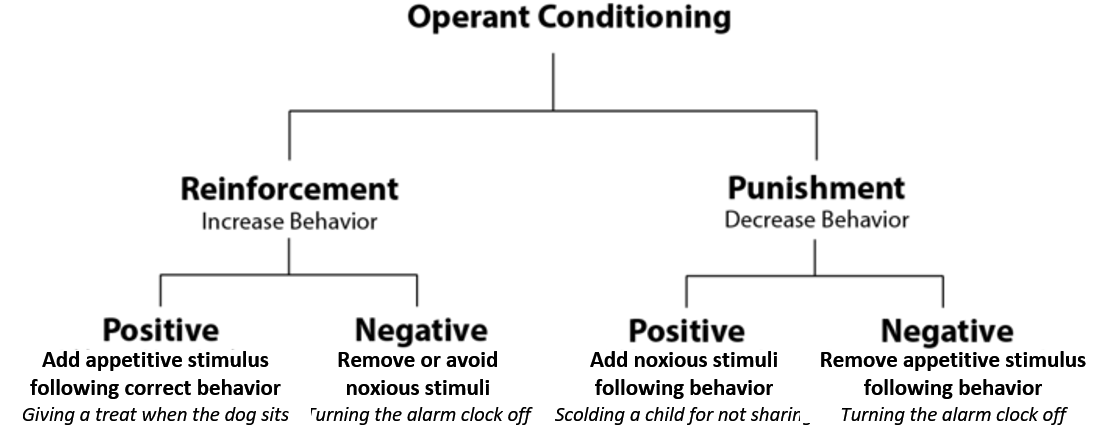 Operant Conditioning
Reinforcement
Increase Behavior
Punishment
Decrease Behavior
Positive
Add appetitive stimulus
following correct behavior
Giving a treat when the dog sits
Negative
Remove or avoid
noxious stimuli
Turning the alarm clock off
Positive
Add noxious stimuli
following behavior
Scolding a child for not sharing
Negative
Remove appetitive stimulus
following behavior
Turning the alarm clock off